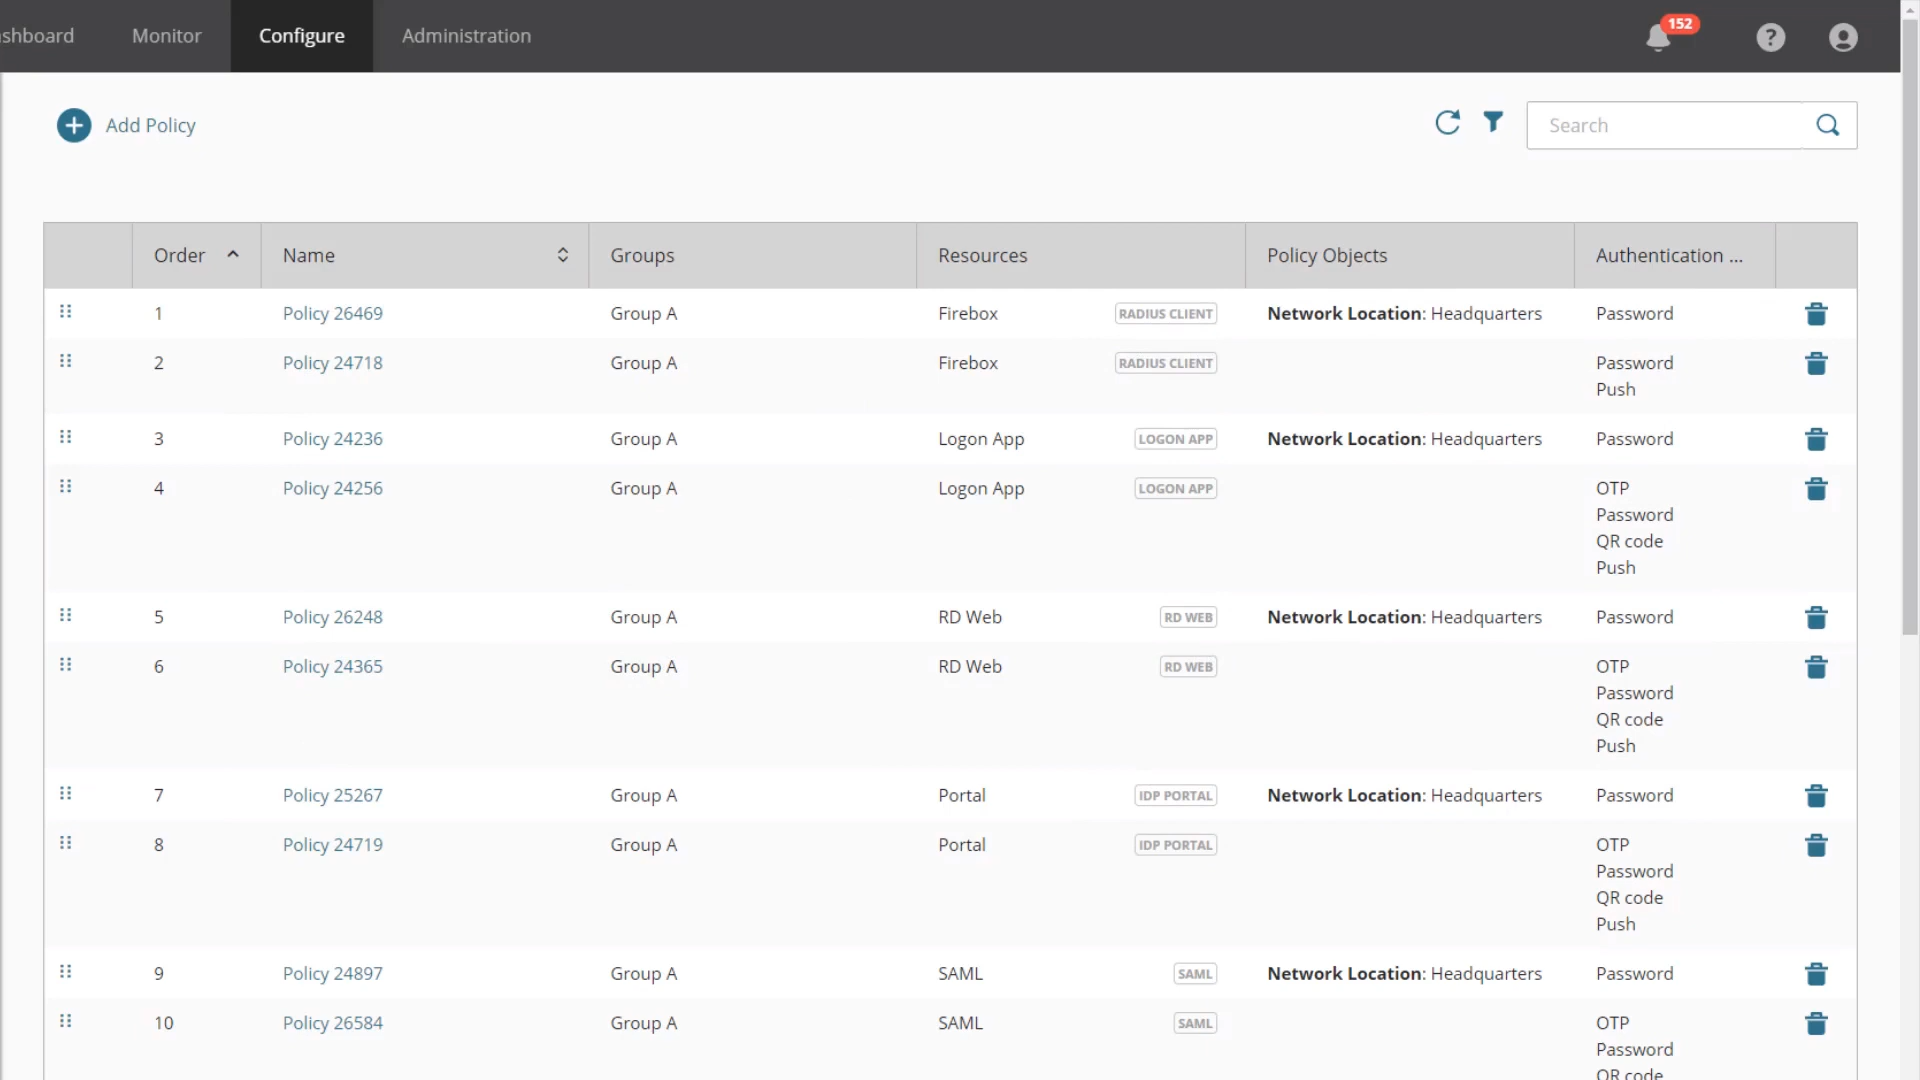 shboard Monitor Configure Administration 152 ?
Add Policy Search
Order Name Groups Resources Policy Objects Authentication ...
1 Policy 26469 Group A Firebox RADIUS CLIENT Network Location: Headquarters Password
2 Policy 24718 Group A Firebox RADIUS CLIENT Password
Push
3 Policy 24236 Group A Logon App LOGON APP Network Location: Headquarters Password
4 Policy 24256 Group A Logon App LOGON APP OTP
Password
QR code
Push
5 Policy 26248 Group A RD Web RD WEB Network Location: Headquarters Password
6 Policy 24365 Group A RD Web RD WEB OTP
Password
QR code
Push
7 Policy 25267 Group A Portal IDP PORTAL Network Location: Headquarters Password
8 Policy 24719 Group A Portal IDP PORTAL OTP
Password
QR code
Push
9 Policy 24897 Group A SAML SAML Network Location: Headquarters Password
10 Policy 26584 Group A SAML SAML OTP
Password
QR code